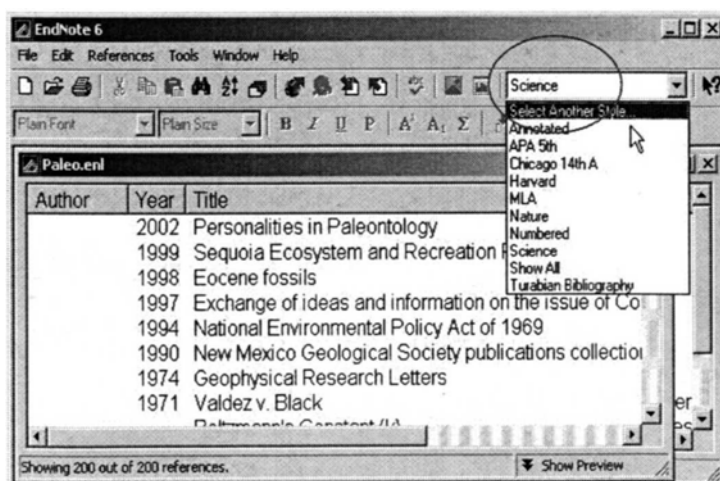 EndNote 6
File Edit References Tools Window Help
Science
Plain Font Plain Size B I U P A¹ A₁ Σ
Select Another Style...
Annotated
APA 5th
Chicago 14th A
Harvard
MLA
Nature
Numbered
Science
Show All
Turabian Bibliography
Paleo.enl
Author Year Title
2002 Personalities in Paleontology
1999 Sequoia Ecosystem and Recreation
1998 Eocene fossils
1997 Exchange of ideas and information on the issue of Co
1994 National Environmental Policy Act of 1969
1990 New Mexico Geological Society publications collection
1974 Geophysical Research Letters
1971 Valdez v. Black er
Showing 200 out of 200 references. Show Preview